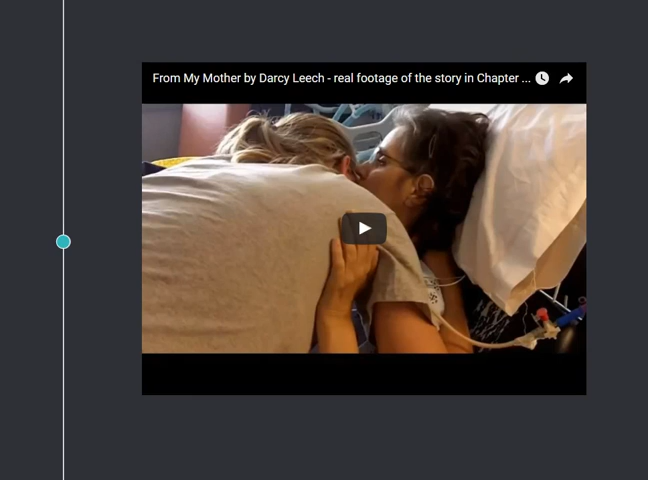 From My Mother by Darcy Leech - real footage of the story in Chapter ...